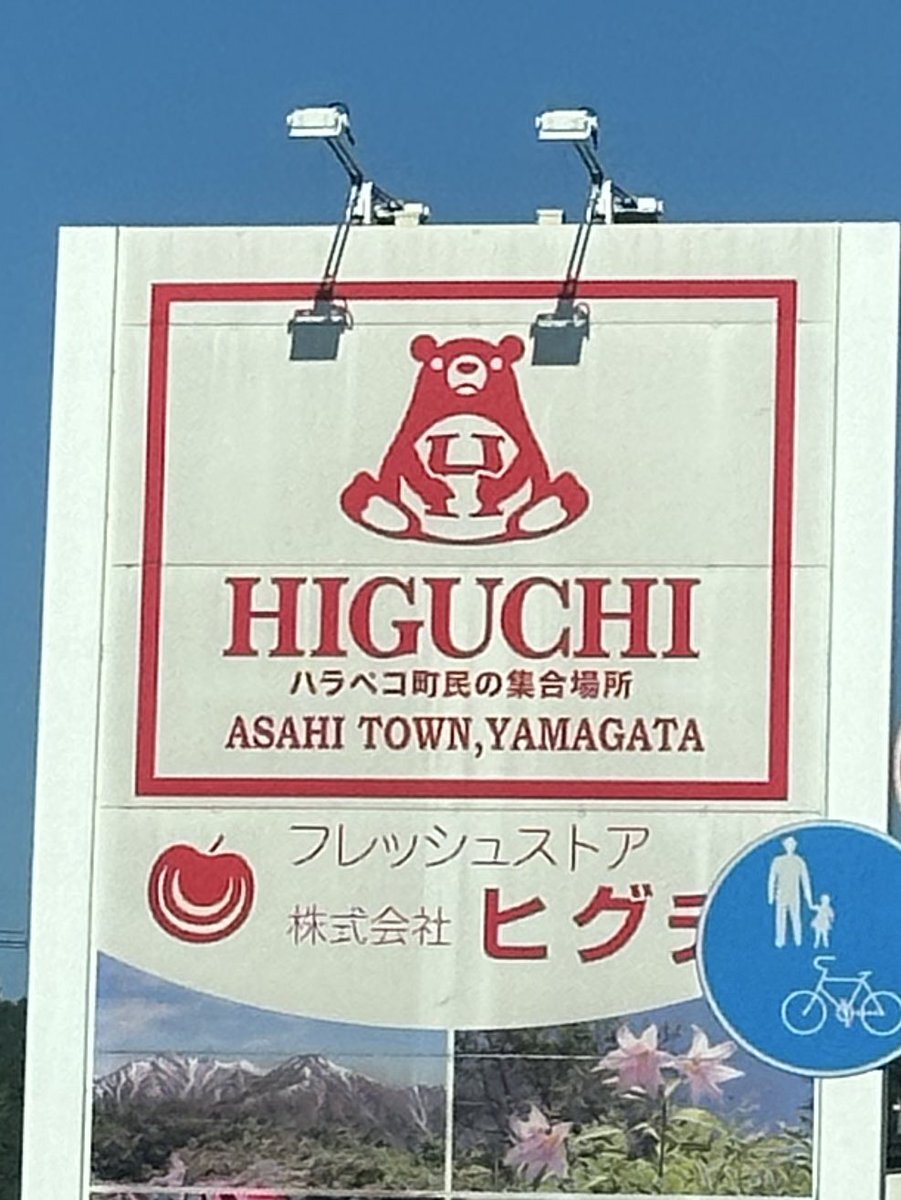 H
HIGUCHI
ハラペコ町民の集合場所
ASAHI TOWN,YAMAGATA
フレッシュストア
株式会社 ヒグチ